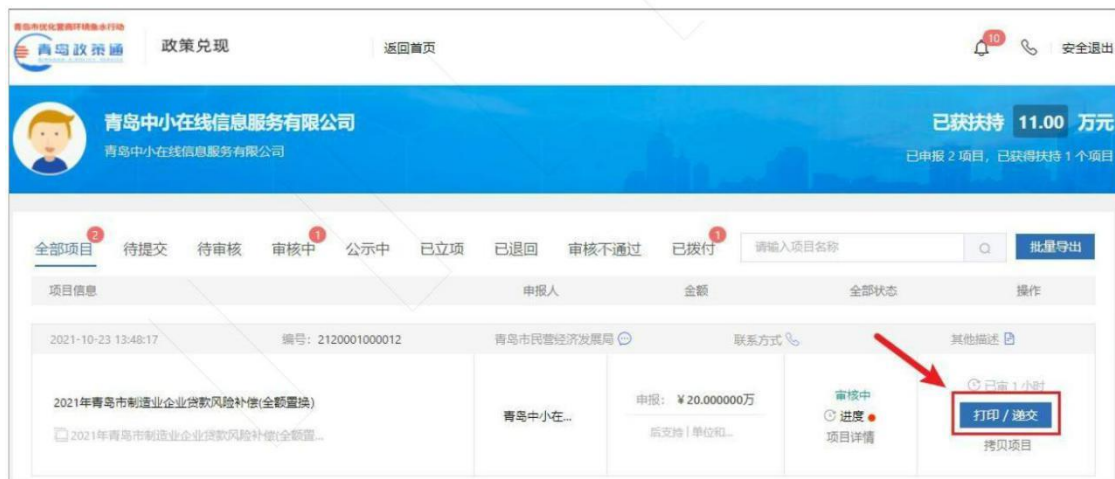 青岛市优化营商环境亲水行动
青岛政策通
政策兑现
返回首页
10
安全退出
青岛中小在线信息服务有限公司
青岛中小在线信息服务有限公司
已获扶持 11.00 万元
已申报 2 项目，已获得扶持 1 个项目
全部项目 2 待提交 待审核 审核中 1 公示中 已立项 已退回 审核不通过 已拨付 1 请输入项目名称 批量导出
项目信息 申报人 金额 全部状态 操作
2021-10-23 13:48:17 编号：2120001000012 青岛市民营经济发展局 联系方式 其他描述
2021年青岛市制造业企业贷款风险补偿(全额置换)
2021年青岛市制造业企业贷款风险补偿(全额置...
青岛中小在...
申报：￥20.000000万
后支持 | 单位和...
审核中
进度
项目详情
已审 1 小时
打印 / 递交
拷贝项目